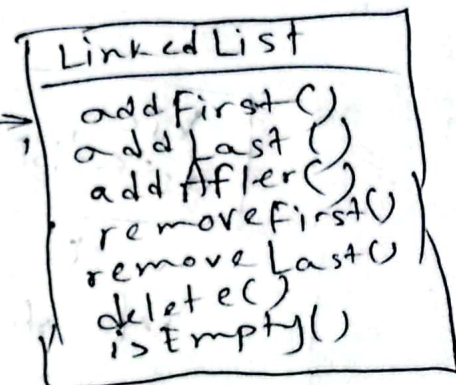 LinkedList
addFirst()
addLast()
addAfter()
removeFirst()
removeLast()
delete()
isEmpty()